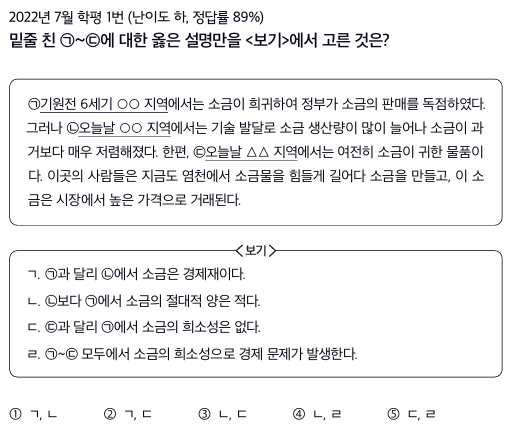 2022년 7월 학평 1번 (난이도 하, 정답률 89%)
밑줄 친 ㉠~㉢에 대한 옳은 설명만을 <보기>에서 고른 것은?
㉠기원전 6세기 ○○ 지역에서는 소금이 희귀하여 정부가 소금의 판매를 독점하였다.
그러나 ㉡오늘날 ○○ 지역에서는 기술 발달로 소금 생산량이 많이 늘어나 소금이 과
거보다 매우 저렴해졌다. 한편, ㉢오늘날 △△ 지역에서는 여전히 소금이 귀한 물품이
다. 이곳의 사람들은 지금도 염천에서 소금물을 힘들게 길어다 소금을 만들고, 이 소
금은 시장에서 높은 가격으로 거래된다.
<보기>
ㄱ. ㉠과 달리 ㉡에서 소금은 경제재이다.
ㄴ. ㉡보다 ㉠에서 소금의 절대적 양은 적다.
ㄷ. ㉢과 달리 ㉠에서 소금의 희소성은 없다.
ㄹ. ㉠~㉢ 모두에서 소금의 희소성으로 경제 문제가 발생한다.
① ㄱ, ㄴ ② ㄱ, ㄷ ③ ㄴ, ㄷ ④ ㄴ, ㄹ ⑤ ㄷ, ㄹ